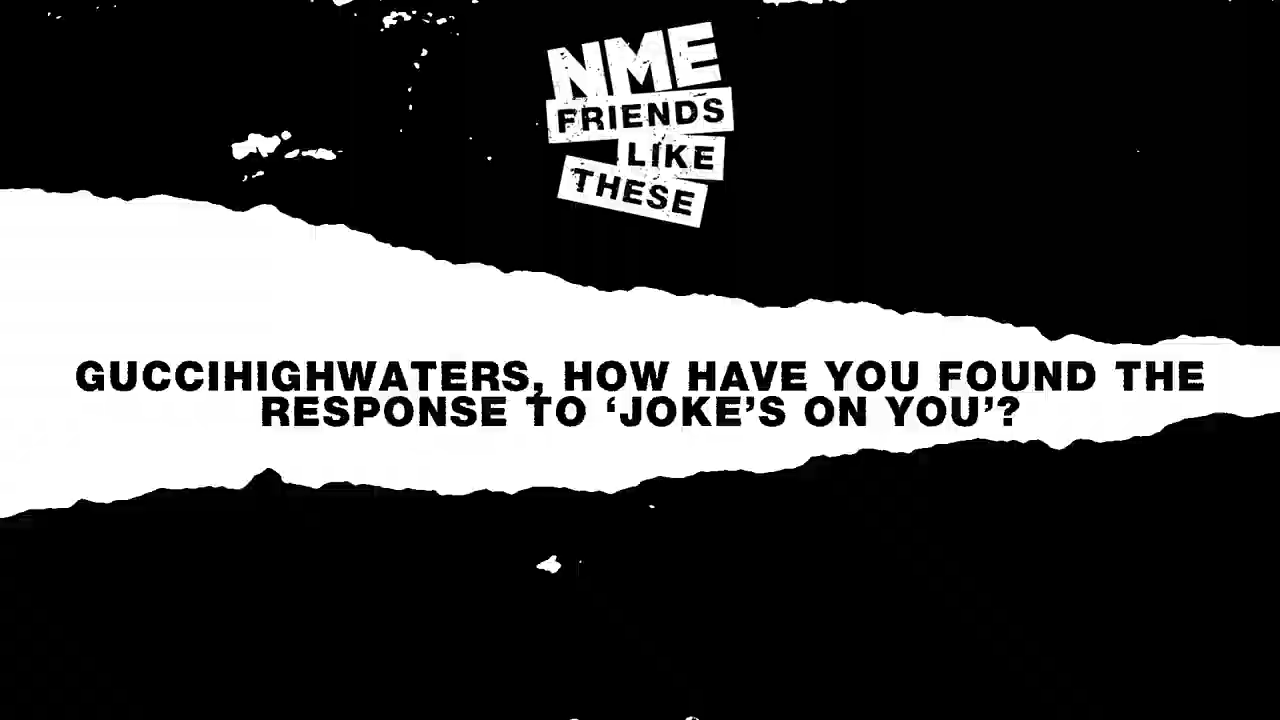 NME
FRIENDS
LIKE
THESE
GUCCIHIGHWATERS, HOW HAVE YOU FOUND THE
RESPONSE TO ‘JOKE’S ON YOU’?